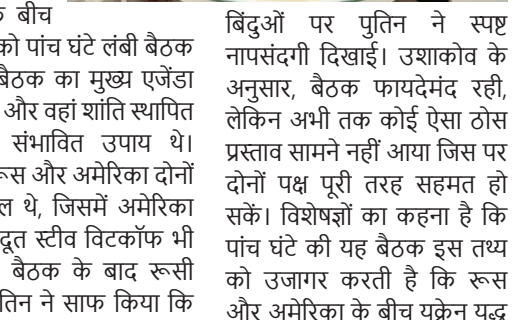 बीच
को पांच घंटे लंबी बैठक
बैठक का मुख्य एजेंडा
और वहां शांति स्थापित
संभावित उपाय थे।
रूस और अमेरिका दोनों
थे, जिसमें अमेरिका
स्टीव विटकॉफ भी
बैठक के बाद रूसी
ने साफ किया कि
बिंदुओं पर पुतिन ने स्पष्ट
नापसंदगी दिखाई। उशाकोव के
अनुसार, बैठक फायदेमंद रही,
लेकिन अभी तक कोई ऐसा ठोस
प्रस्ताव सामने नहीं आया जिस पर
दोनों पक्ष पूरी तरह सहमत हो
सकें। विशेषज्ञों का कहना है कि
पांच घंटे की यह बैठक इस तथ्य
को उजागर करती है कि रूस
और अमेरिका के बीच यूक्रेन युद्ध